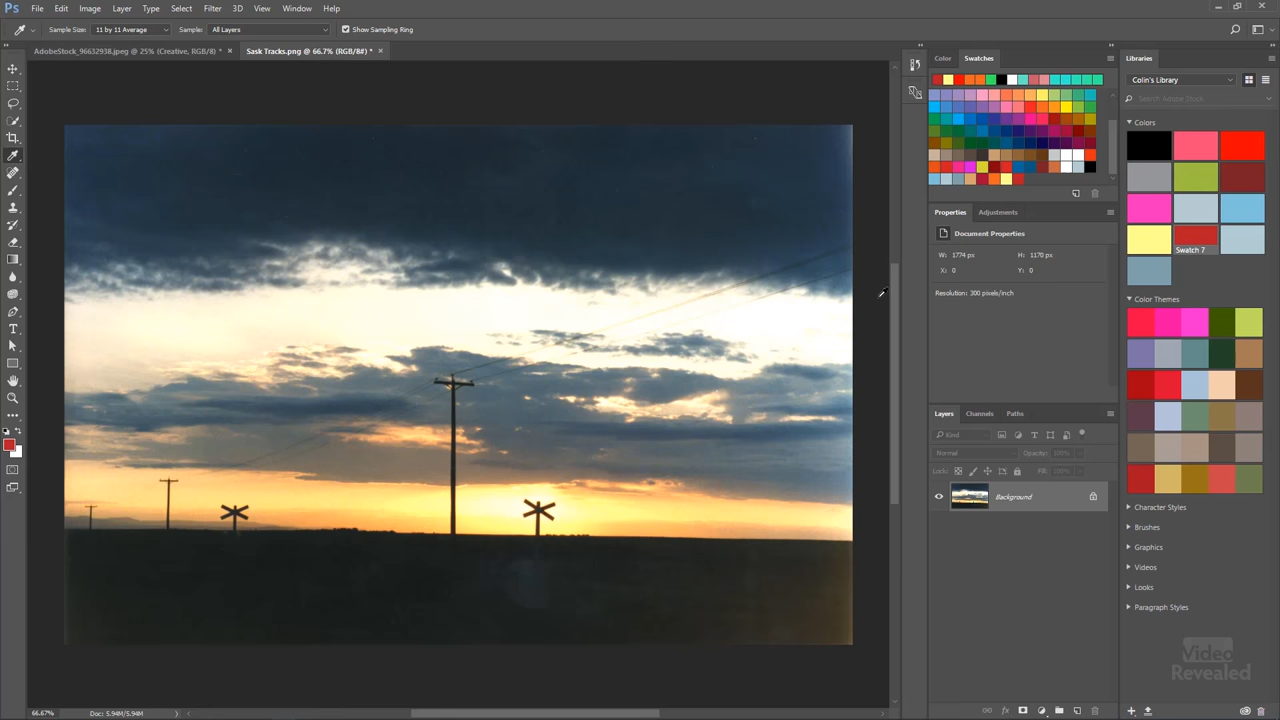 Ps File Edit Image Layer Type Select Filter 3D View Window Help
Sample Size: 11 by 11 Average Sample: All Layers Show Sampling Ring
AdobeStock_96632938.jpeg @ 25% (Creative, RGB/8) * × Sask Tracks.png @ 66.7% (RGB/8#) * ×
Color Swatches
Properties Adjustments
Document Properties
W: 1774 px H: 1170 px
X: 0 Y: 0
Resolution: 300 pixels/inch
Layers Channels Paths
Kind
Normal Opacity: 100%
Lock: Fill: 100%
Background
Libraries
Colin's Library
Search Adobe Stock
Colors
Swatch 7
Color Themes
Character Styles
Brushes
Graphics
Videos
Looks
Paragraph Styles
Video
Revealed
66.67% Doc: 5.94M/5.94M